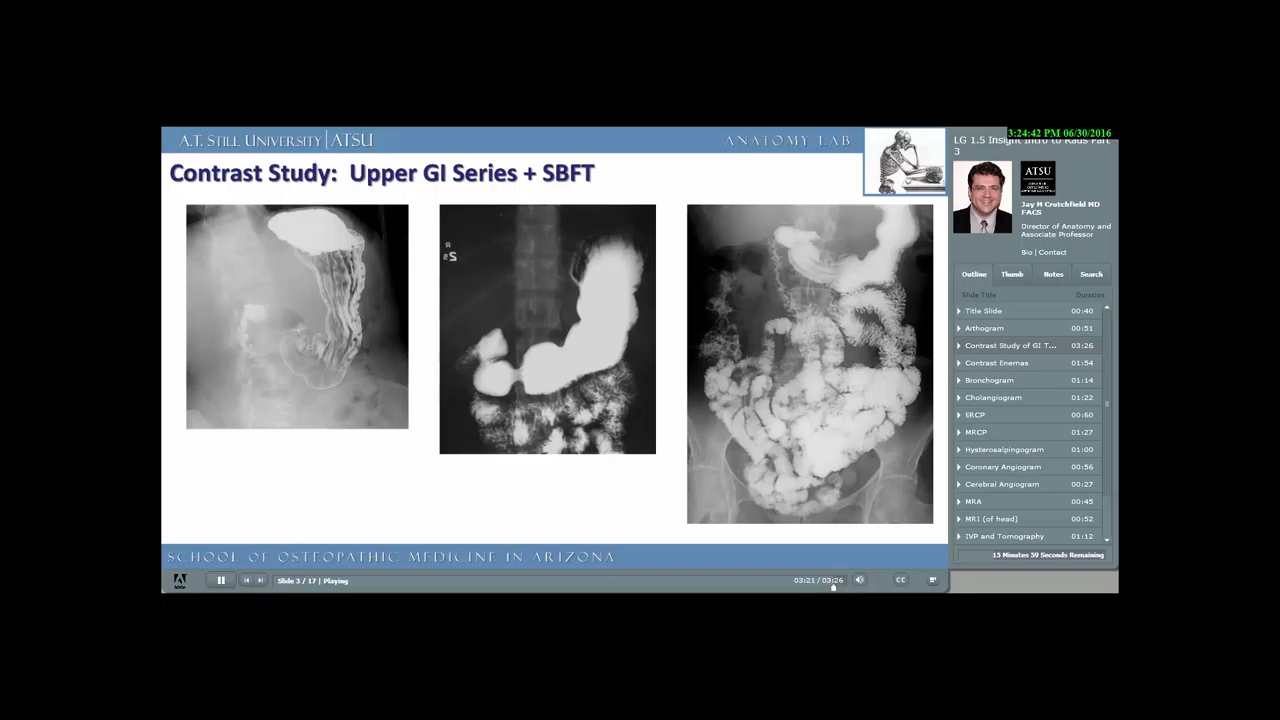 A.T. STILL UNIVERSITY | ATSU
ANATOMY LAB
3:24:42 PM 06/30/2016
LG 1.5 Insight Intro to Rads Part
3
Contrast Study: Upper GI Series + SBFT
ATSU
Jay M Crutchfield MD
FACS
Director of Anatomy and
Associate Professor
Bio | Contact
Outline Thumb Notes Search
Slide Title Duration
Title Slide 00:40
Arthogram 00:51
Contrast Study of GI T... 03:26
Contrast Enemas 01:54
Bronchogram 01:14
Cholangiogram 01:22
ERCP 00:60
MRCP 01:27
Hysterosalpingogram 01:00
Coronary Angiogram 00:56
Cerebral Angiogram 00:27
MRA 00:45
MRI (of head) 00:52
IVP and Tomography 01:12
15 Minutes 59 Seconds Remaining
SCHOOL OF OSTEOPATHIC MEDICINE IN ARIZONA
Slide 3 / 17 | Playing
03:21 / 03:26
CC